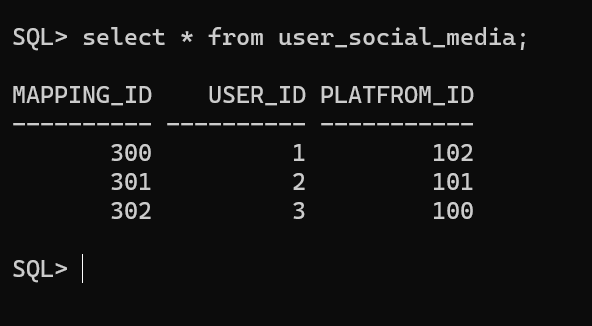 SQL> select * from user_social_media;
MAPPING_ID    USER_ID PLATFROM_ID
---------- ---------- -----------
       300          1         102
       301          2         101
       302          3         100
SQL>